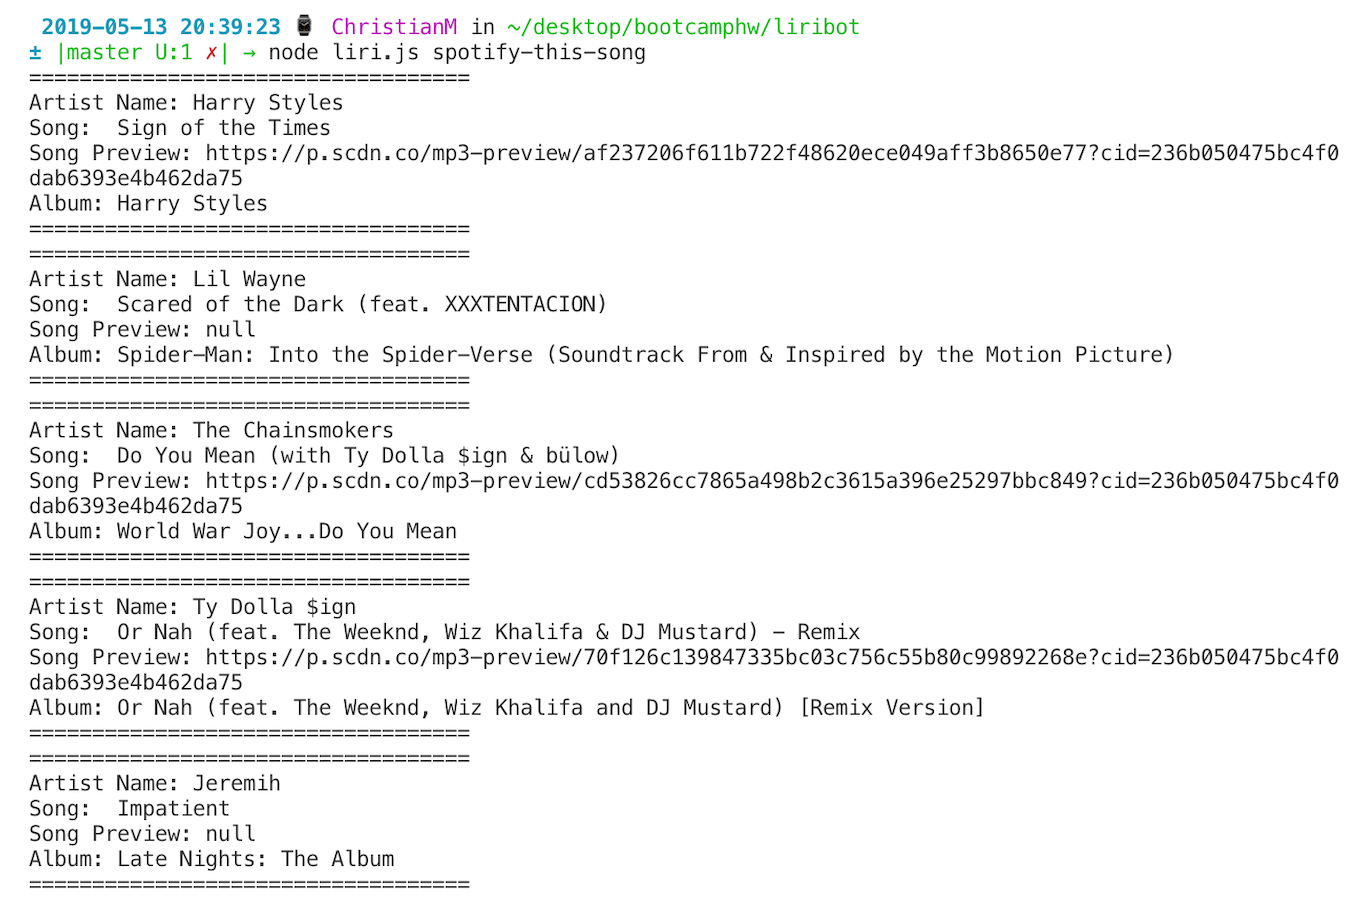 2019-05-13 20:39:23 ⌚ ChristianM in ~/desktop/bootcamphw/liribot
± |master U:1 ✗| → node liri.js spotify-this-song
===================================
Artist Name: Harry Styles
Song:  Sign of the Times
Song Preview: https://p.scdn.co/mp3-preview/af237206f611b722f48620ece049aff3b8650e77?cid=236b050475bc4f0
dab6393e4b462da75
Album: Harry Styles
===================================
===================================
Artist Name: Lil Wayne
Song:  Scared of the Dark (feat. XXXTENTACION)
Song Preview: null
Album: Spider-Man: Into the Spider-Verse (Soundtrack From & Inspired by the Motion Picture)
===================================
===================================
Artist Name: The Chainsmokers
Song:  Do You Mean (with Ty Dolla $ign & bülow)
Song Preview: https://p.scdn.co/mp3-preview/cd53826cc7865a498b2c3615a396e25297bbc849?cid=236b050475bc4f0
dab6393e4b462da75
Album: World War Joy...Do You Mean
===================================
===================================
Artist Name: Ty Dolla $ign
Song:  Or Nah (feat. The Weeknd, Wiz Khalifa & DJ Mustard) - Remix
Song Preview: https://p.scdn.co/mp3-preview/70f126c139847335bc03c756c55b80c99892268e?cid=236b050475bc4f0
dab6393e4b462da75
Album: Or Nah (feat. The Weeknd, Wiz Khalifa and DJ Mustard) [Remix Version]
===================================
===================================
Artist Name: Jeremih
Song:  Impatient
Song Preview: null
Album: Late Nights: The Album
===================================